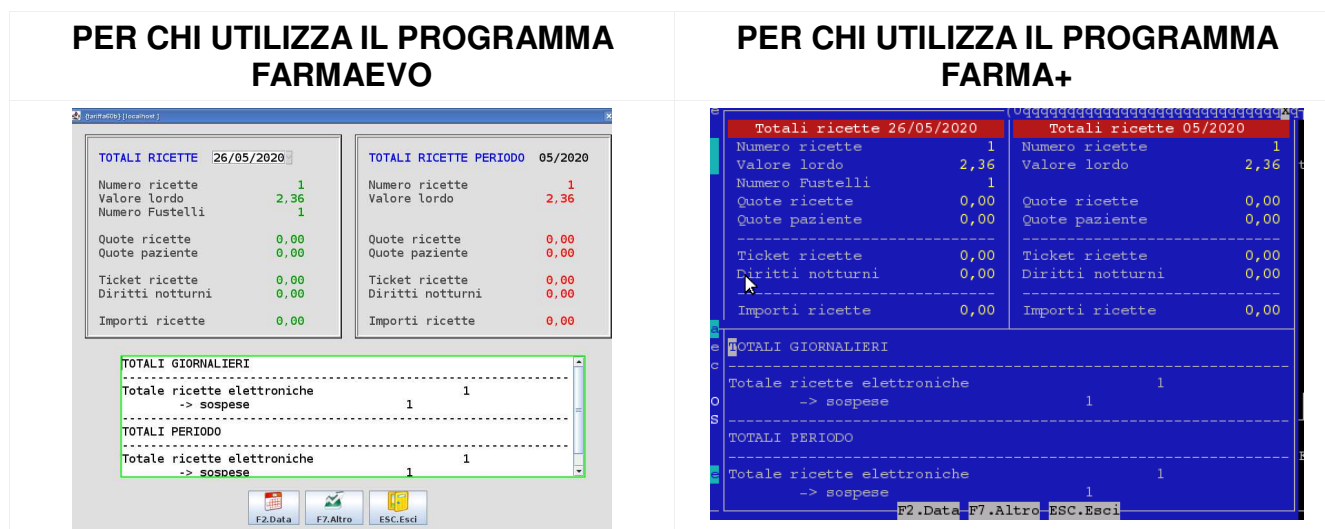 PER CHI UTILIZZA IL PROGRAMMA
FARMAEVO
{tariffa60b} [localhost ]
TOTALI RICETTE 26/05/2020
Numero ricette 1
Valore lordo 2,36
Numero Fustelli 1
Quote ricette 0,00
Quote paziente 0,00
Ticket ricette 0,00
Diritti notturni 0,00
Importi ricette 0,00
TOTALI RICETTE PERIODO 05/2020
Numero ricette 1
Valore lordo 2,36
Quote ricette 0,00
Quote paziente 0,00
Ticket ricette 0,00
Diritti notturni 0,00
Importi ricette 0,00
TOTALI GIORNALIERI
Totale ricette elettroniche 1
-> sospese 1
TOTALI PERIODO
Totale ricette elettroniche 1
-> sospese 1
F2.Data F7.Altro ESC.Esci
PER CHI UTILIZZA IL PROGRAMMA
FARMA+
Totali ricette 26/05/2020
Numero ricette 1
Valore lordo 2,36
Numero Fustelli 1
Quote ricette 0,00
Quote paziente 0,00
Ticket ricette 0,00
Diritti notturni 0,00
Importi ricette 0,00
Totali ricette 05/2020
Numero ricette 1
Valore lordo 2,36
Quote ricette 0,00
Quote paziente 0,00
Ticket ricette 0,00
Diritti notturni 0,00
Importi ricette 0,00
TOTALI GIORNALIERI
Totale ricette elettroniche 1
-> sospese 1
TOTALI PERIODO
Totale ricette elettroniche 1
-> sospese 1
F2.Data F7.Altro ESC.Esci